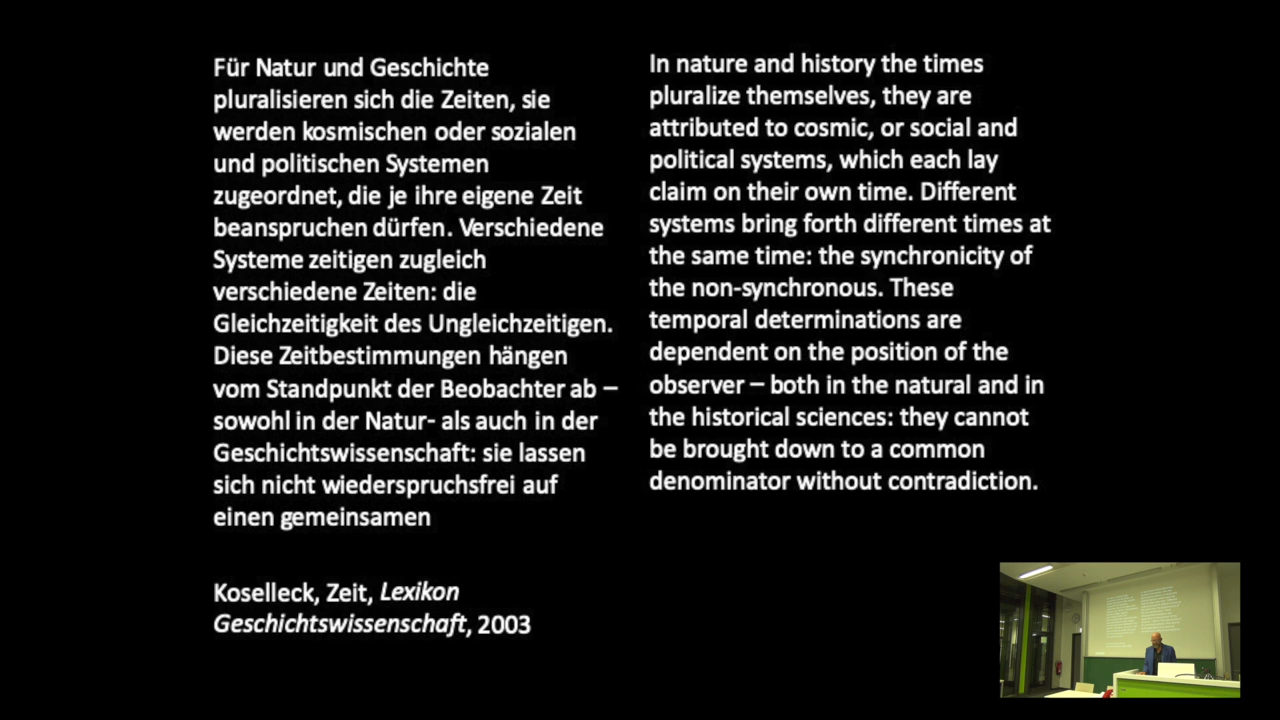 Für Natur und Geschichte
pluralisieren sich die Zeiten, sie
werden kosmischen oder sozialen
und politischen Systemen
zugeordnet, die je ihre eigene Zeit
beanspruchen dürfen. Verschiedene
Systeme zeitigen zugleich
verschiedene Zeiten: die
Gleichzeitigkeit des Ungleichzeitigen.
Diese Zeitbestimmungen hängen
vom Standpunkt der Beobachter ab –
sowohl in der Natur- als auch in der
Geschichtswissenschaft: sie lassen
sich nicht wiederspruchsfrei auf
einen gemeinsamen
Koselleck, Zeit, Lexikon
Geschichtswissenschaft, 2003
In nature and history the times
pluralize themselves, they are
attributed to cosmic, or social and
political systems, which each lay
claim on their own time. Different
systems bring forth different times at
the same time: the synchronicity of
the non-synchronous. These
temporal determinations are
dependent on the position of the
observer – both in the natural and in
the historical sciences: they cannot
be brought down to a common
denominator without contradiction.